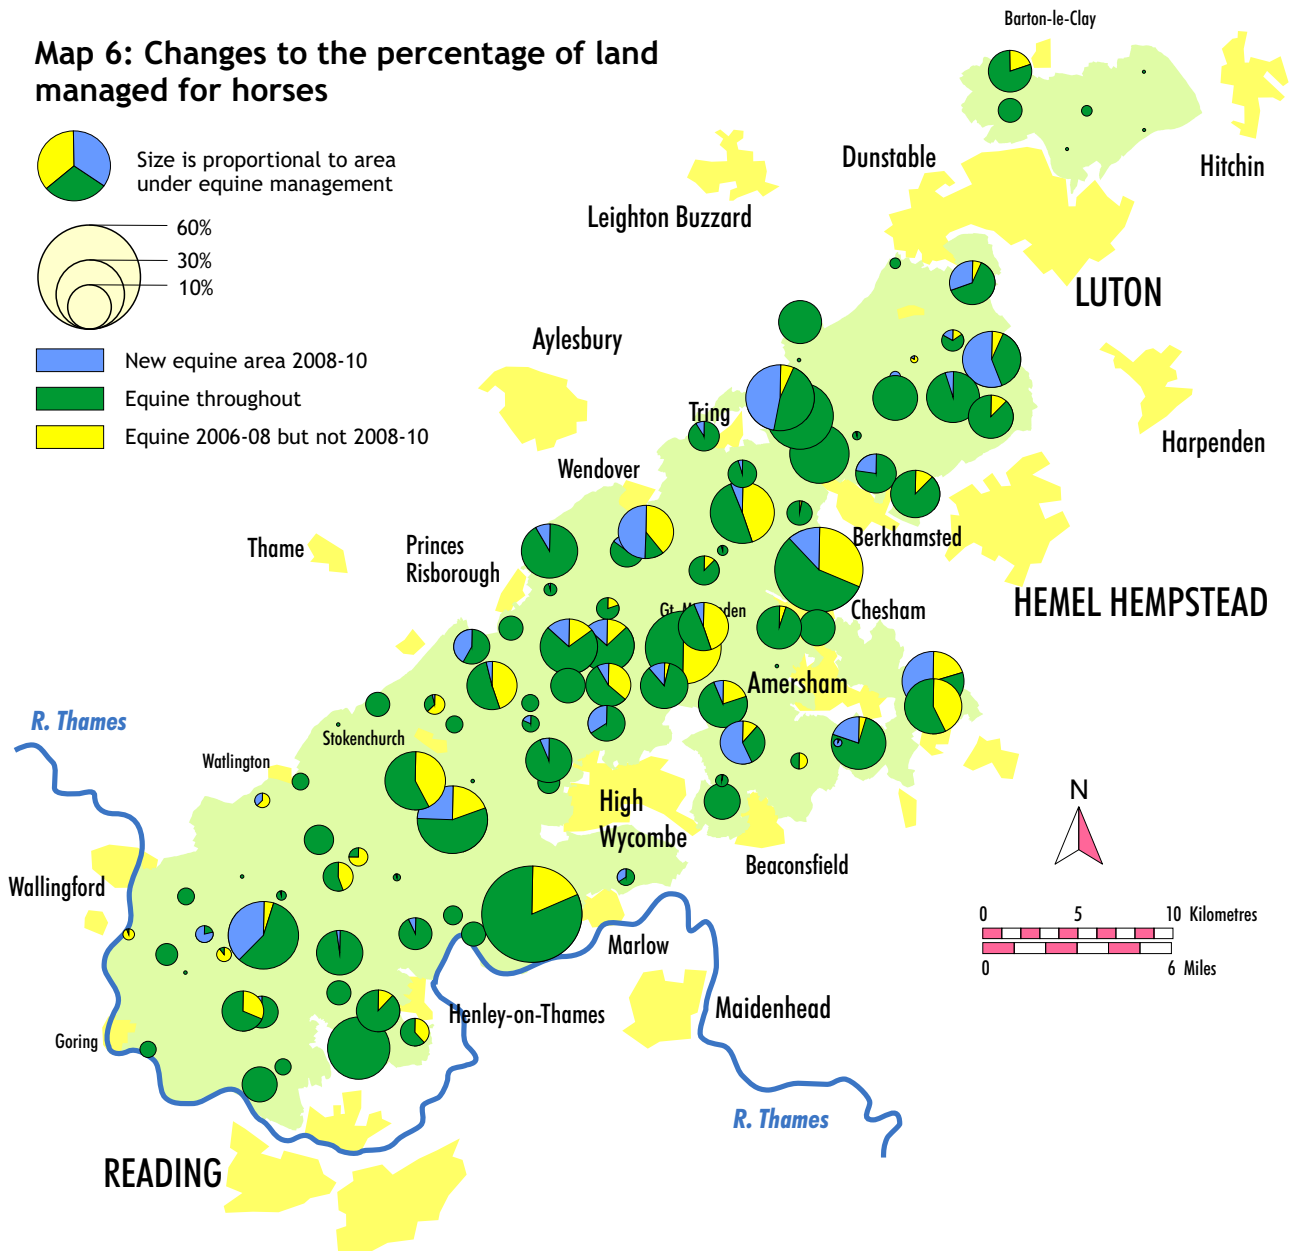 Map 6: Changes to the percentage of land
managed for horses
Size is proportional to area
under equine management
60%
30%
10%
New equine area 2008-10
Equine throughout
Equine 2006-08 but not 2008-10
Barton-le-Clay
Hitchin
Dunstable
Leighton Buzzard
LUTON
Aylesbury
Harpenden
Tring
Wendover
Thame
Princes
Risborough
Berkhamsted
HEMEL HEMPSTEAD
Chesham
Gt.
Amersham
R. Thames
Stokenchurch
Watlington
High
Wycombe
Beaconsfield
Wallingford
Marlow
Maidenhead
Henley-on-Thames
Goring
R. Thames
READING
N
0 5 10 Kilometres
0 6 Miles